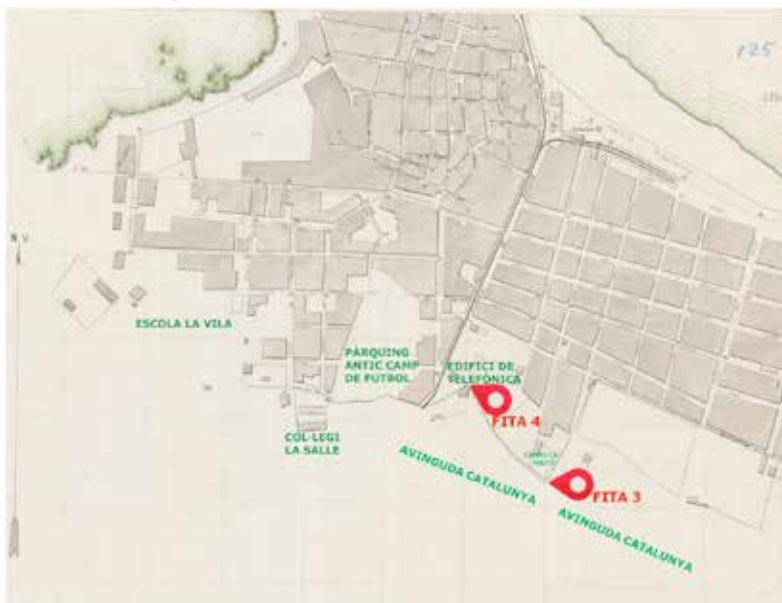 125
N V.
ESCOLA LA VILA
PÀRQUING
ANTIC CAMP
DE FUTBOL
EDIFICI DE
TELEFÒNICA
FITA 4
COL·LEGI
LA SALLE
AVINGUDA CATALUNYA
FITA 3
AVINGUDA CATALUNYA